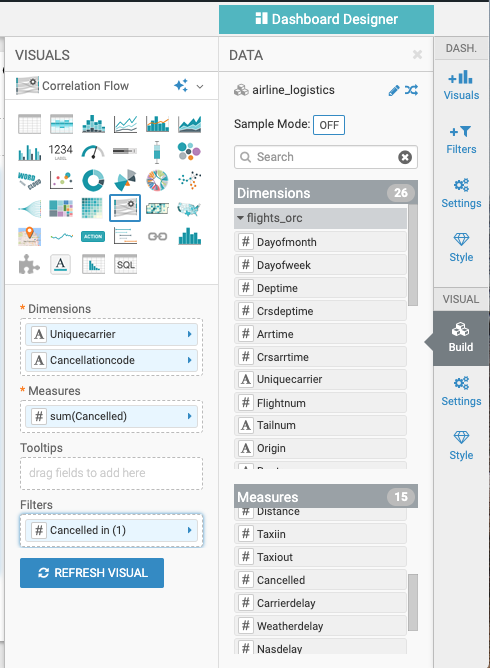 Dashboard Designer
VISUALS
Correlation Flow
1234
LABEL
WORD
ACTION
SQL
* Dimensions
A Uniquecarrier
A Cancellationcode
* Measures
# sum(Cancelled)
Tooltips
drag fields to add here
Filters
# Cancelled in (1)
REFRESH VISUAL
DATA
airline_logistics
Sample Mode: OFF
Search
Dimensions 26
flights_orc
# Dayofmonth
# Dayofweek
# Deptime
# Crsdeptime
# Arrtime
# Crsarrtime
A Uniquecarrier
# Flightnum
A Tailnum
A Origin
Measures 15
# Distance
# Taxiin
# Taxiout
# Cancelled
# Carrierdelay
# Weatherdelay
# Nasdelay
DASH.
Visuals
Filters
Settings
Style
VISUAL
Build
Settings
Style